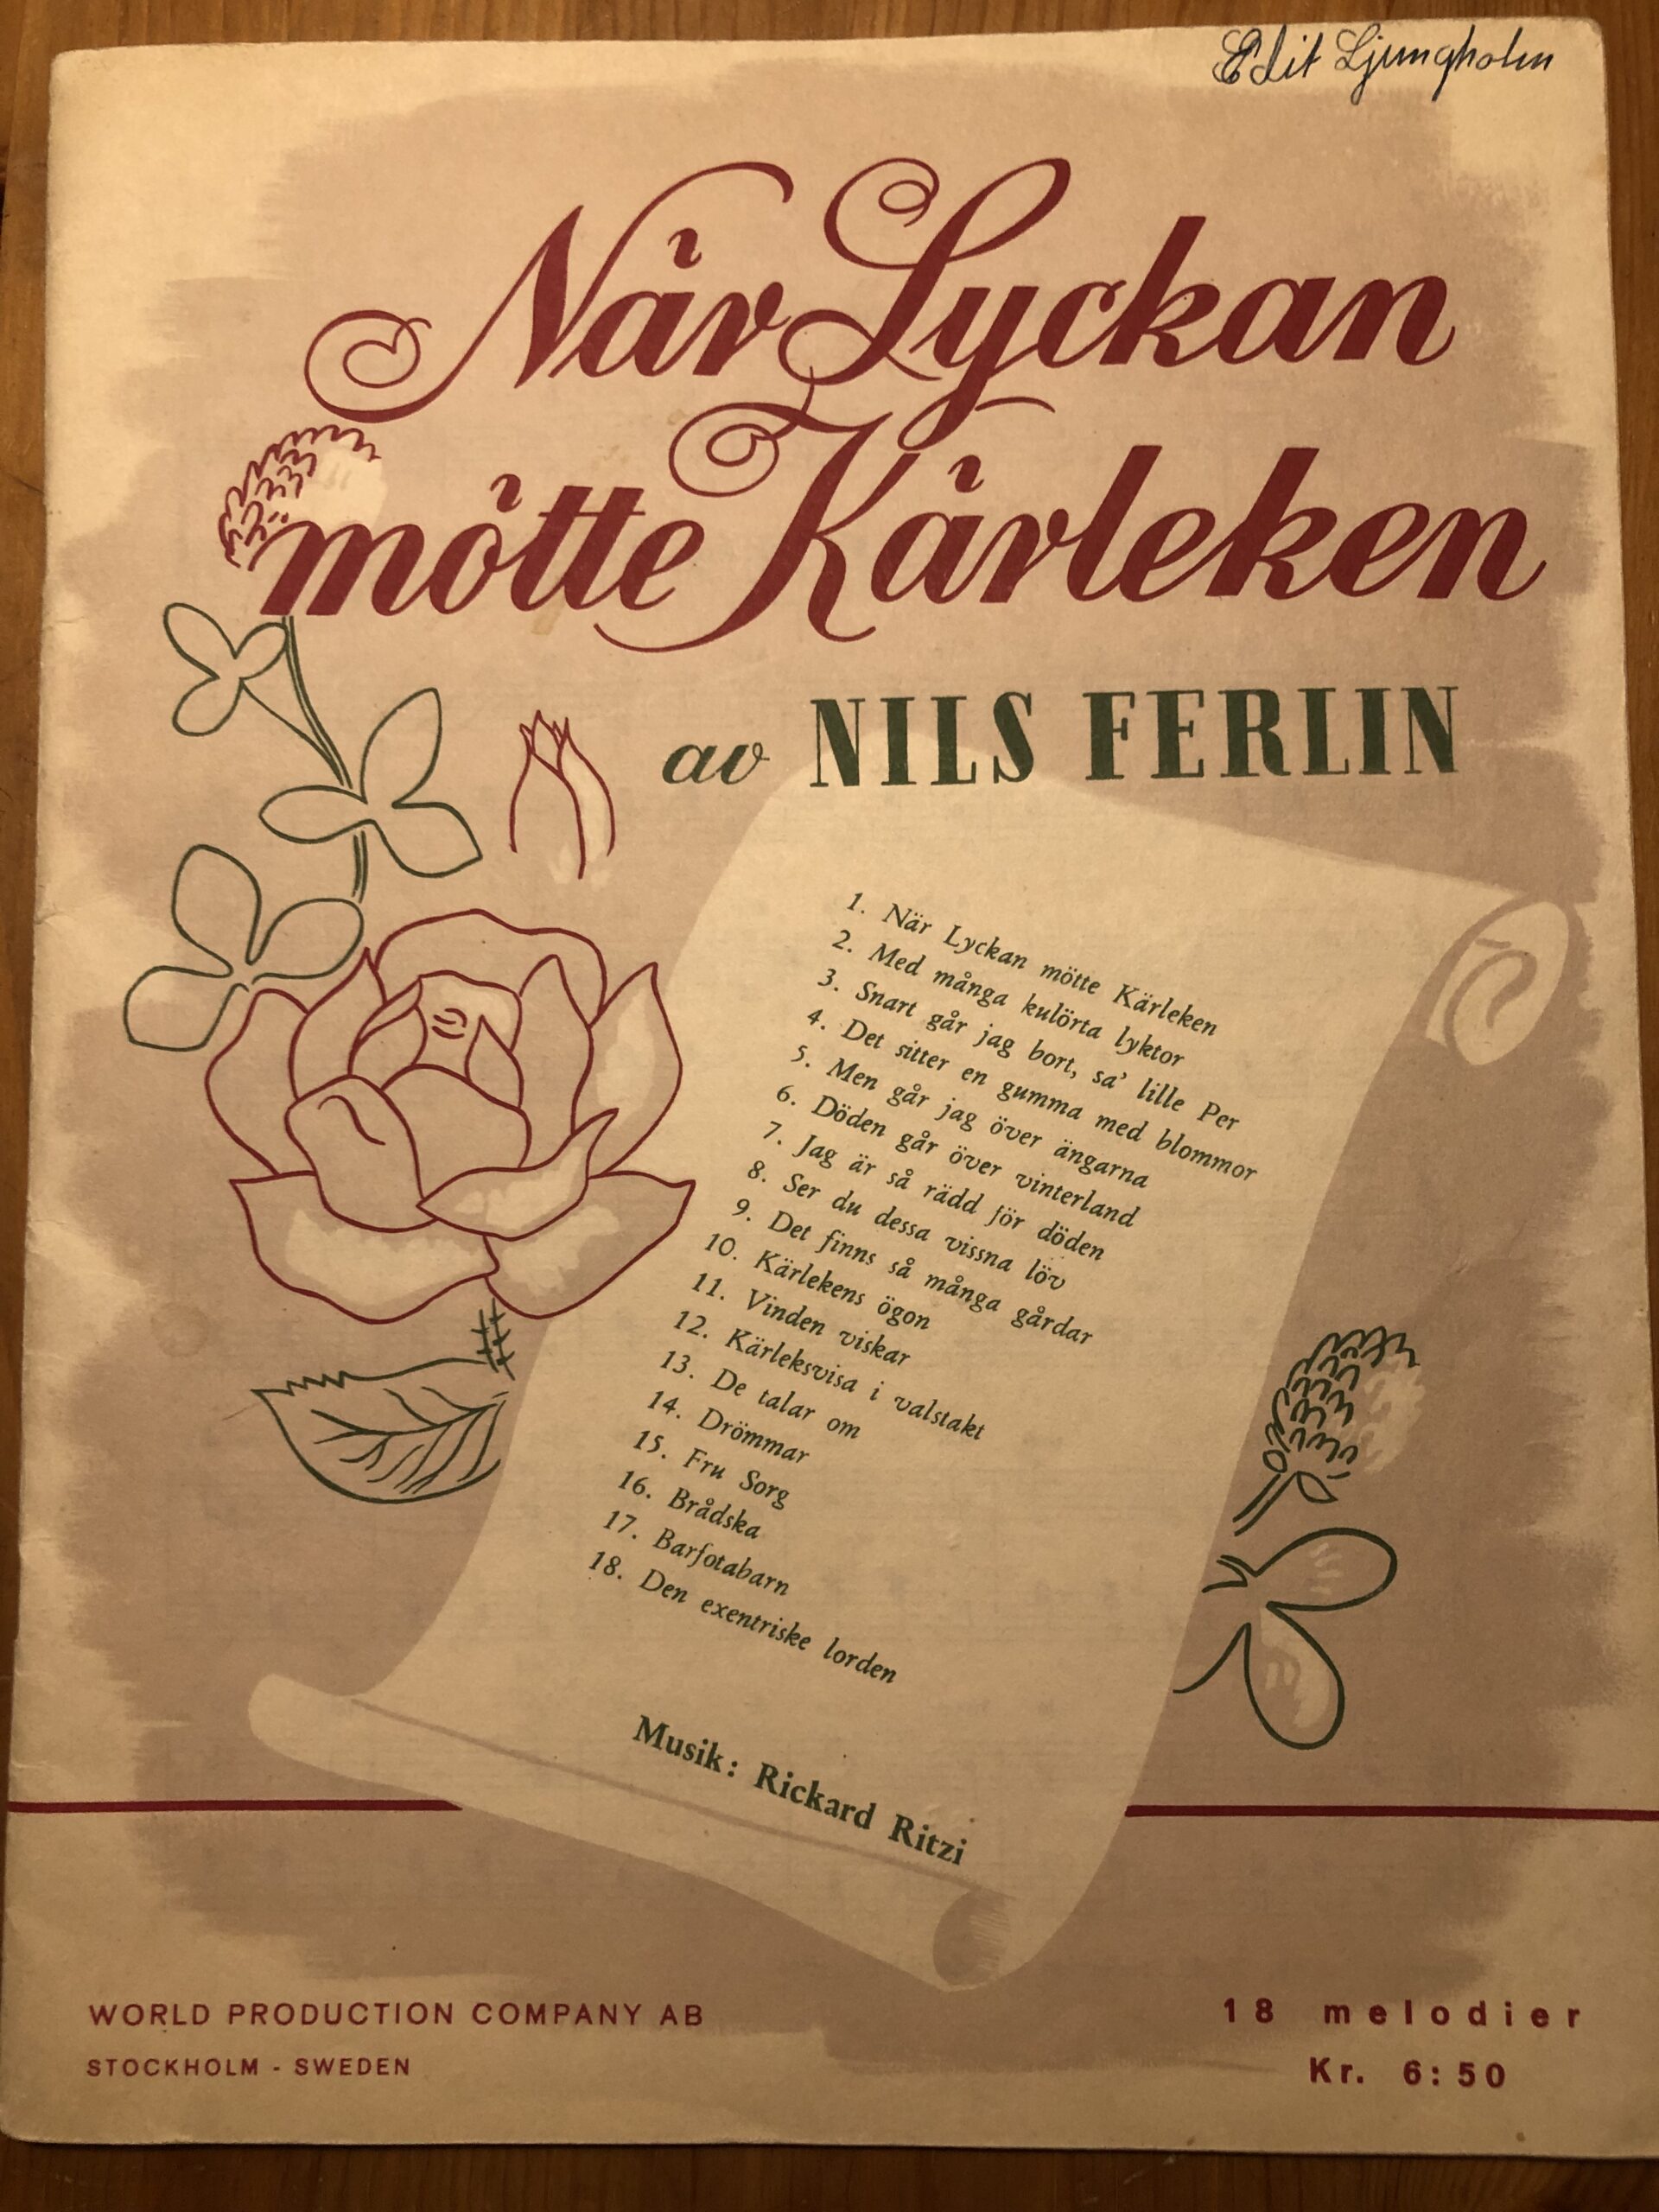 Edit Ljungholm
När Lyckan
mötte Kärleken
av NILS FERLIN
1. När Lyckan mötte Kärleken
2. Med många kulörta lyktor
3. Snart går jag bort, sa' lille Per
4. Det sitter en gumma med blommor
5. Men går jag över ängarna
6. Döden går över vinterland
7. Jag är så rädd för döden
8. Ser du dessa vissna löv
9. Det finns så många gårdar
10. Kärlekens ögon
11. Vinden viskar
12. Kärleksvisa i valstakt
13. De talar om
14. Drömmar
15. Fru Sorg
16. Brådska
17. Barfotabarn
18. Den exentriske lorden
Musik: Rickard Ritzi
WORLD PRODUCTION COMPANY AB
STOCKHOLM - SWEDEN
18 melodier
Kr. 6:50